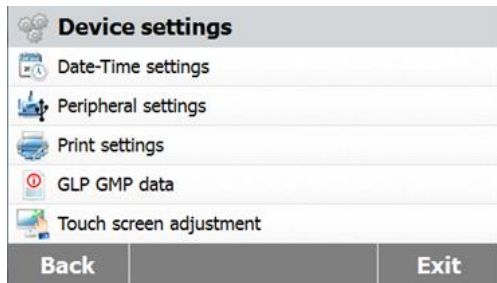 Device settings
Date-Time settings
Peripheral settings
Print settings
GLP GMP data
Touch screen adjustment
Back Exit